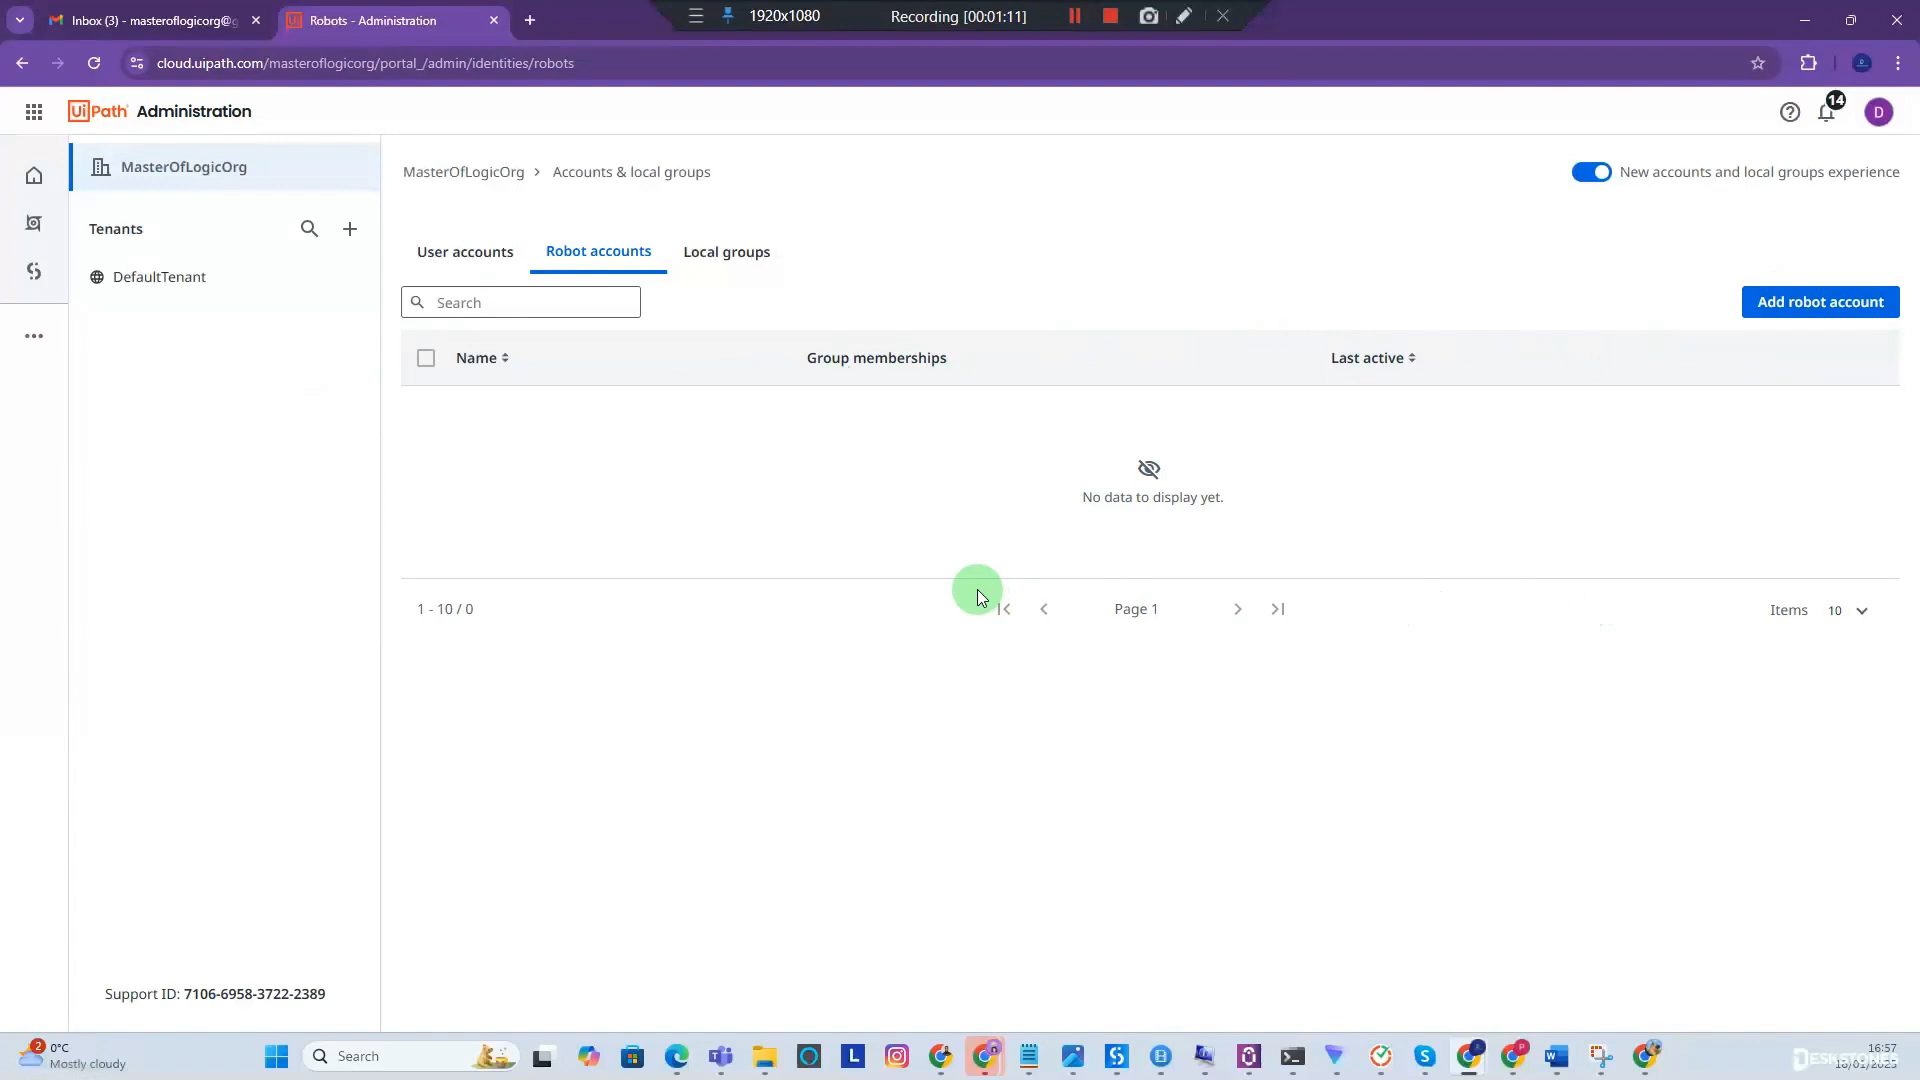 Inbox (3) - masteroflogicorg@g
Robots - Administration
1920x1080
Recording [00:01:11]
cloud.uipath.com/masteroflogicorg/portal_/admin/identities/robots
UiPath Administration
14
D
MasterOfLogicOrg
MasterOfLogicOrg > Accounts & local groups
New accounts and local groups experience
Tenants
DefaultTenant
User accounts
Robot accounts
Local groups
Search
Add robot account
Name
Group memberships
Last active
No data to display yet.
1 - 10 / 0
Page 1
Items 10
Support ID: 7106-6958-3722-2389
2
0°C
Mostly cloudy
Search
16:57
DESKSTONES